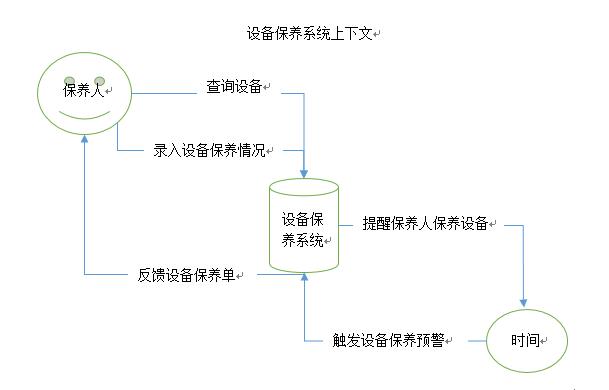 设备保养系统上下文
保养人
查询设备
录入设备保养情况
设备保
养系统
提醒保养人保养设备
反馈设备保养单
触发设备保养预警
时间